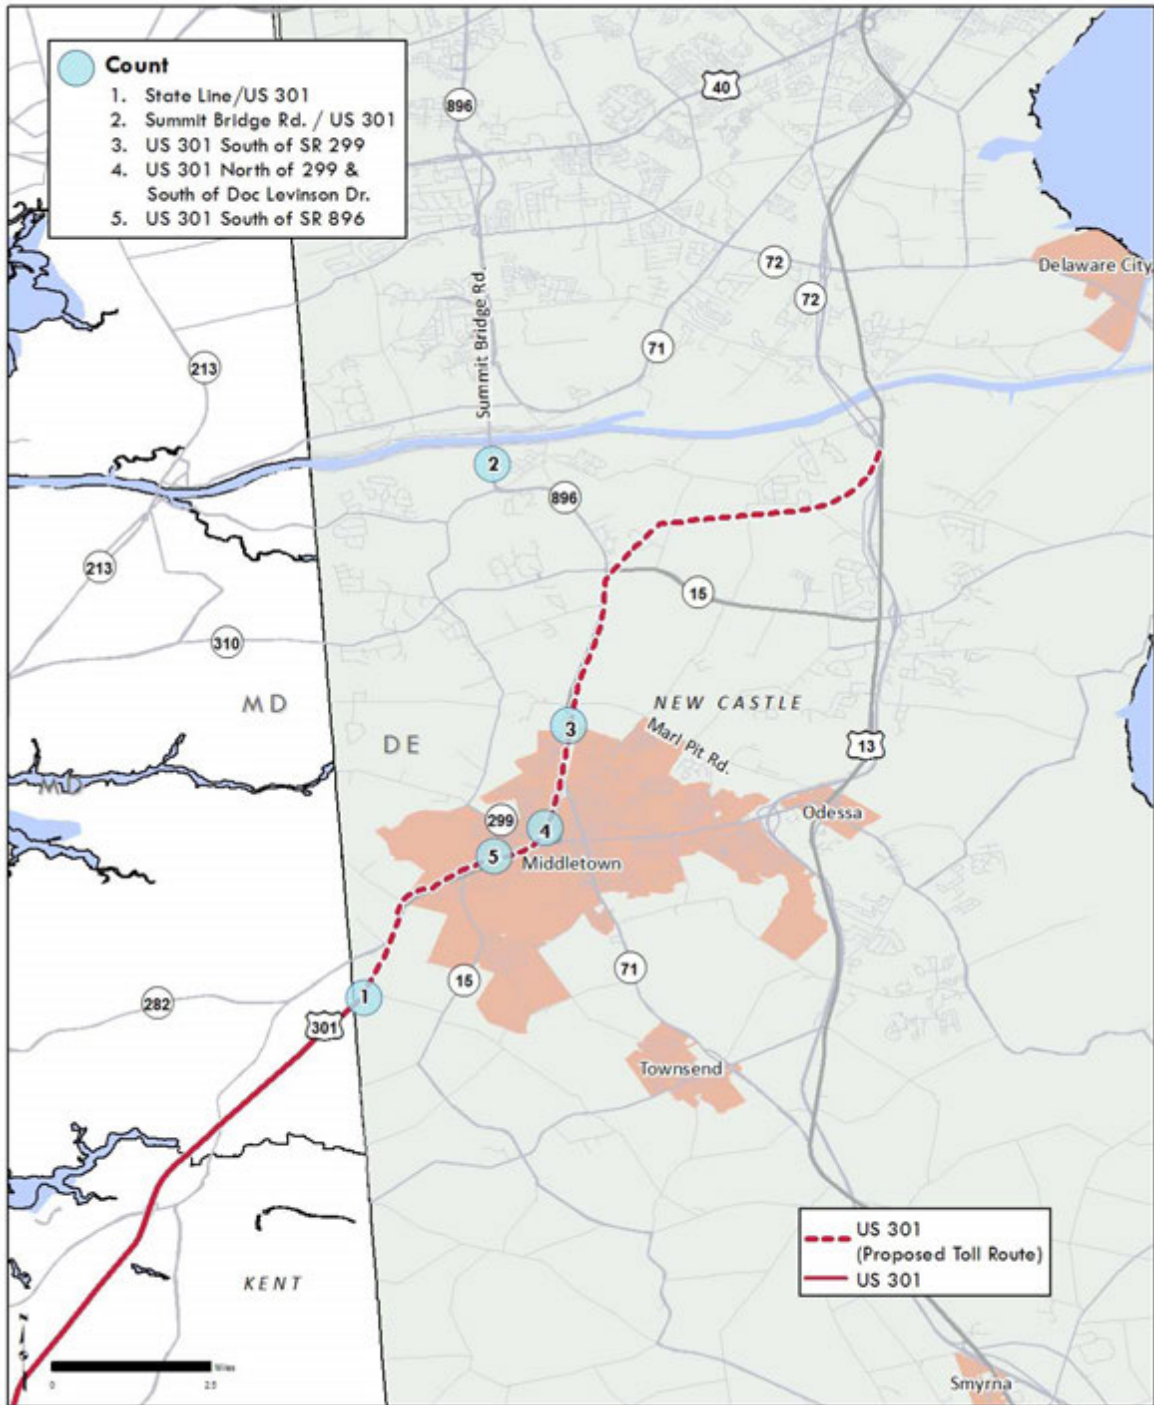 Count
1. State Line/US 301
2. Summit Bridge Rd. / US 301
3. US 301 South of SR 299
4. US 301 North of 299 &
South of Doc Levinson Dr.
5. US 301 South of SR 896
896
40
72
Delaware City
72
Summit Bridge Rd.
71
213
2
896
213
15
310
MD
NEW CASTLE
3
Marl Pit Rd.
DE
13
MD
299
4
Odessa
5
Middletown
15
71
1
282
301
Townsend
US 301
(Proposed Toll Route)
US 301
KENT
N
Miles
0 2.5
Smyrna